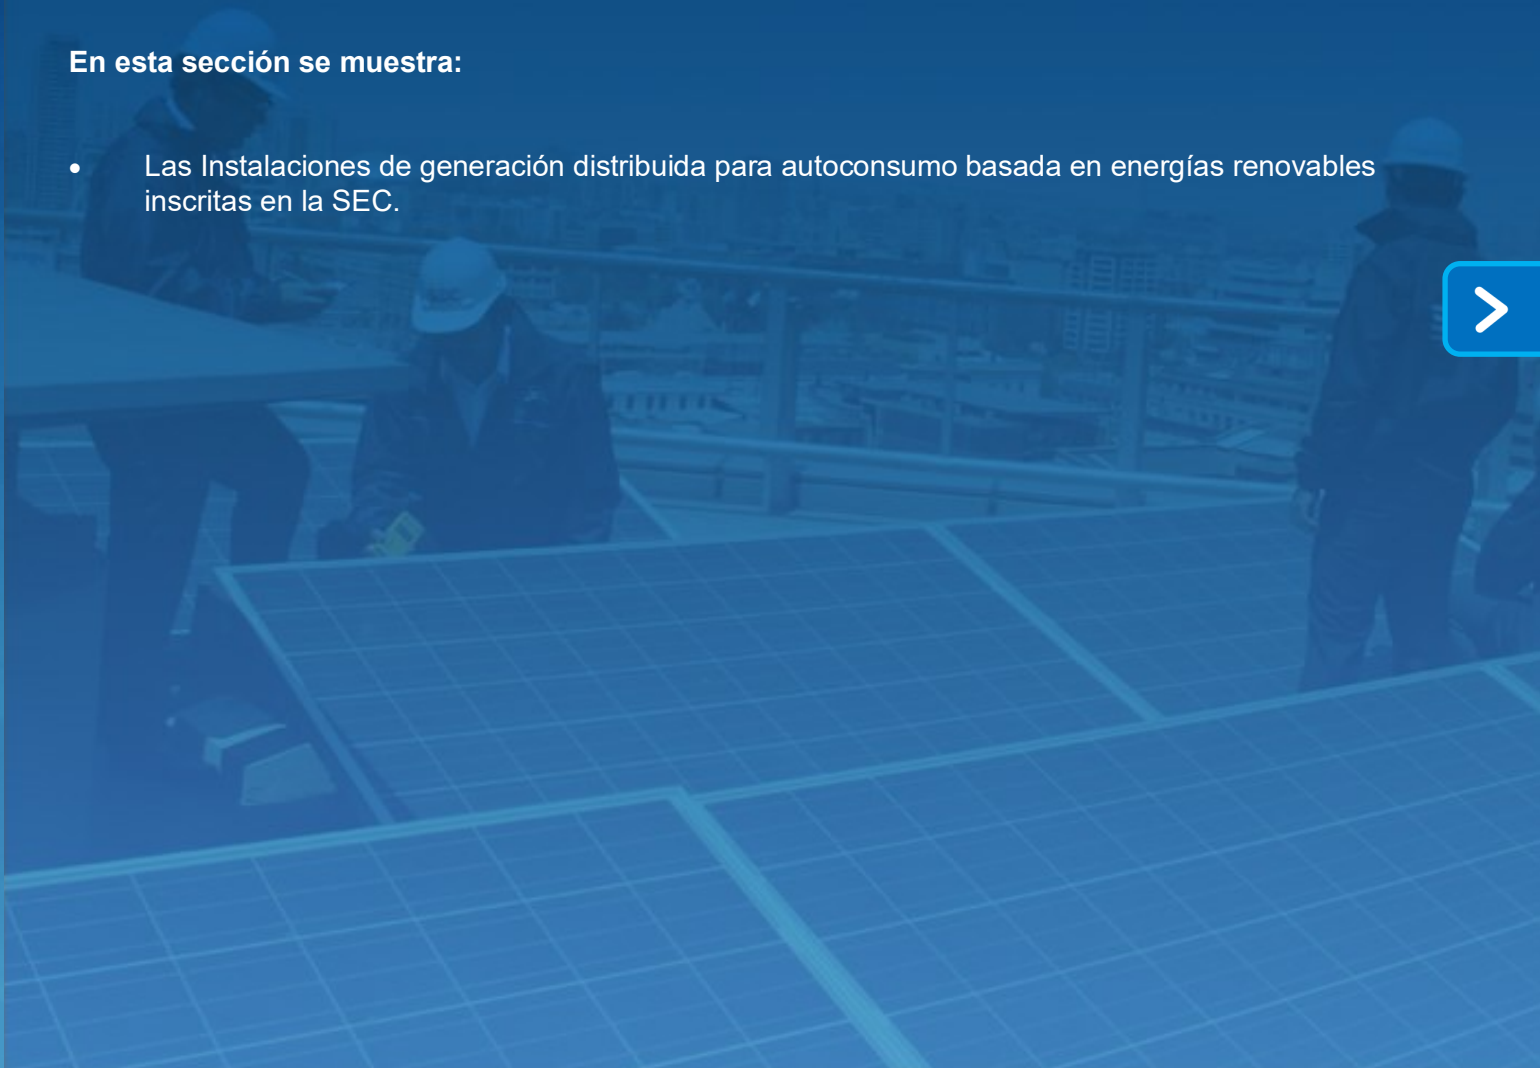 En esta sección se muestra:
• Las Instalaciones de generación distribuida para autoconsumo basada en energías renovables
inscritas en la SEC.